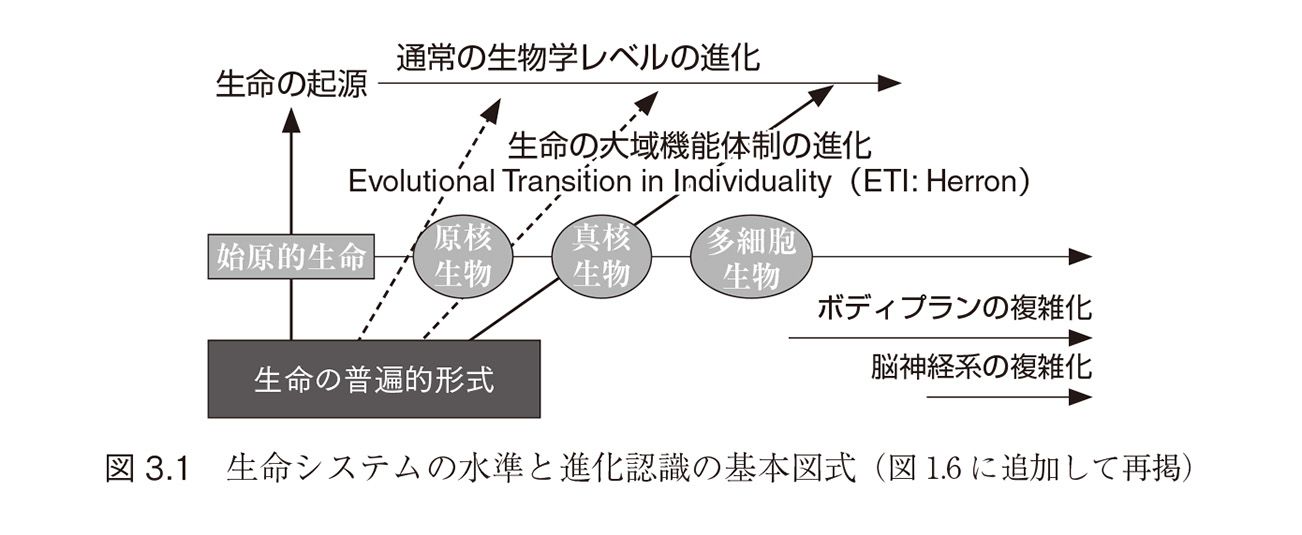 通常の生物学レベルの進化
生命の起源
生命の大域機能体制の進化
Evolutional Transition in Individuality（ETI: Herron）
始原的生命
原核
生物
真核
生物
多細胞
生物
ボディプランの複雑化
脳神経系の複雑化
生命の普遍的形式
図 3.1　生命システムの水準と進化認識の基本図式（図 1.6 に追加して再掲）